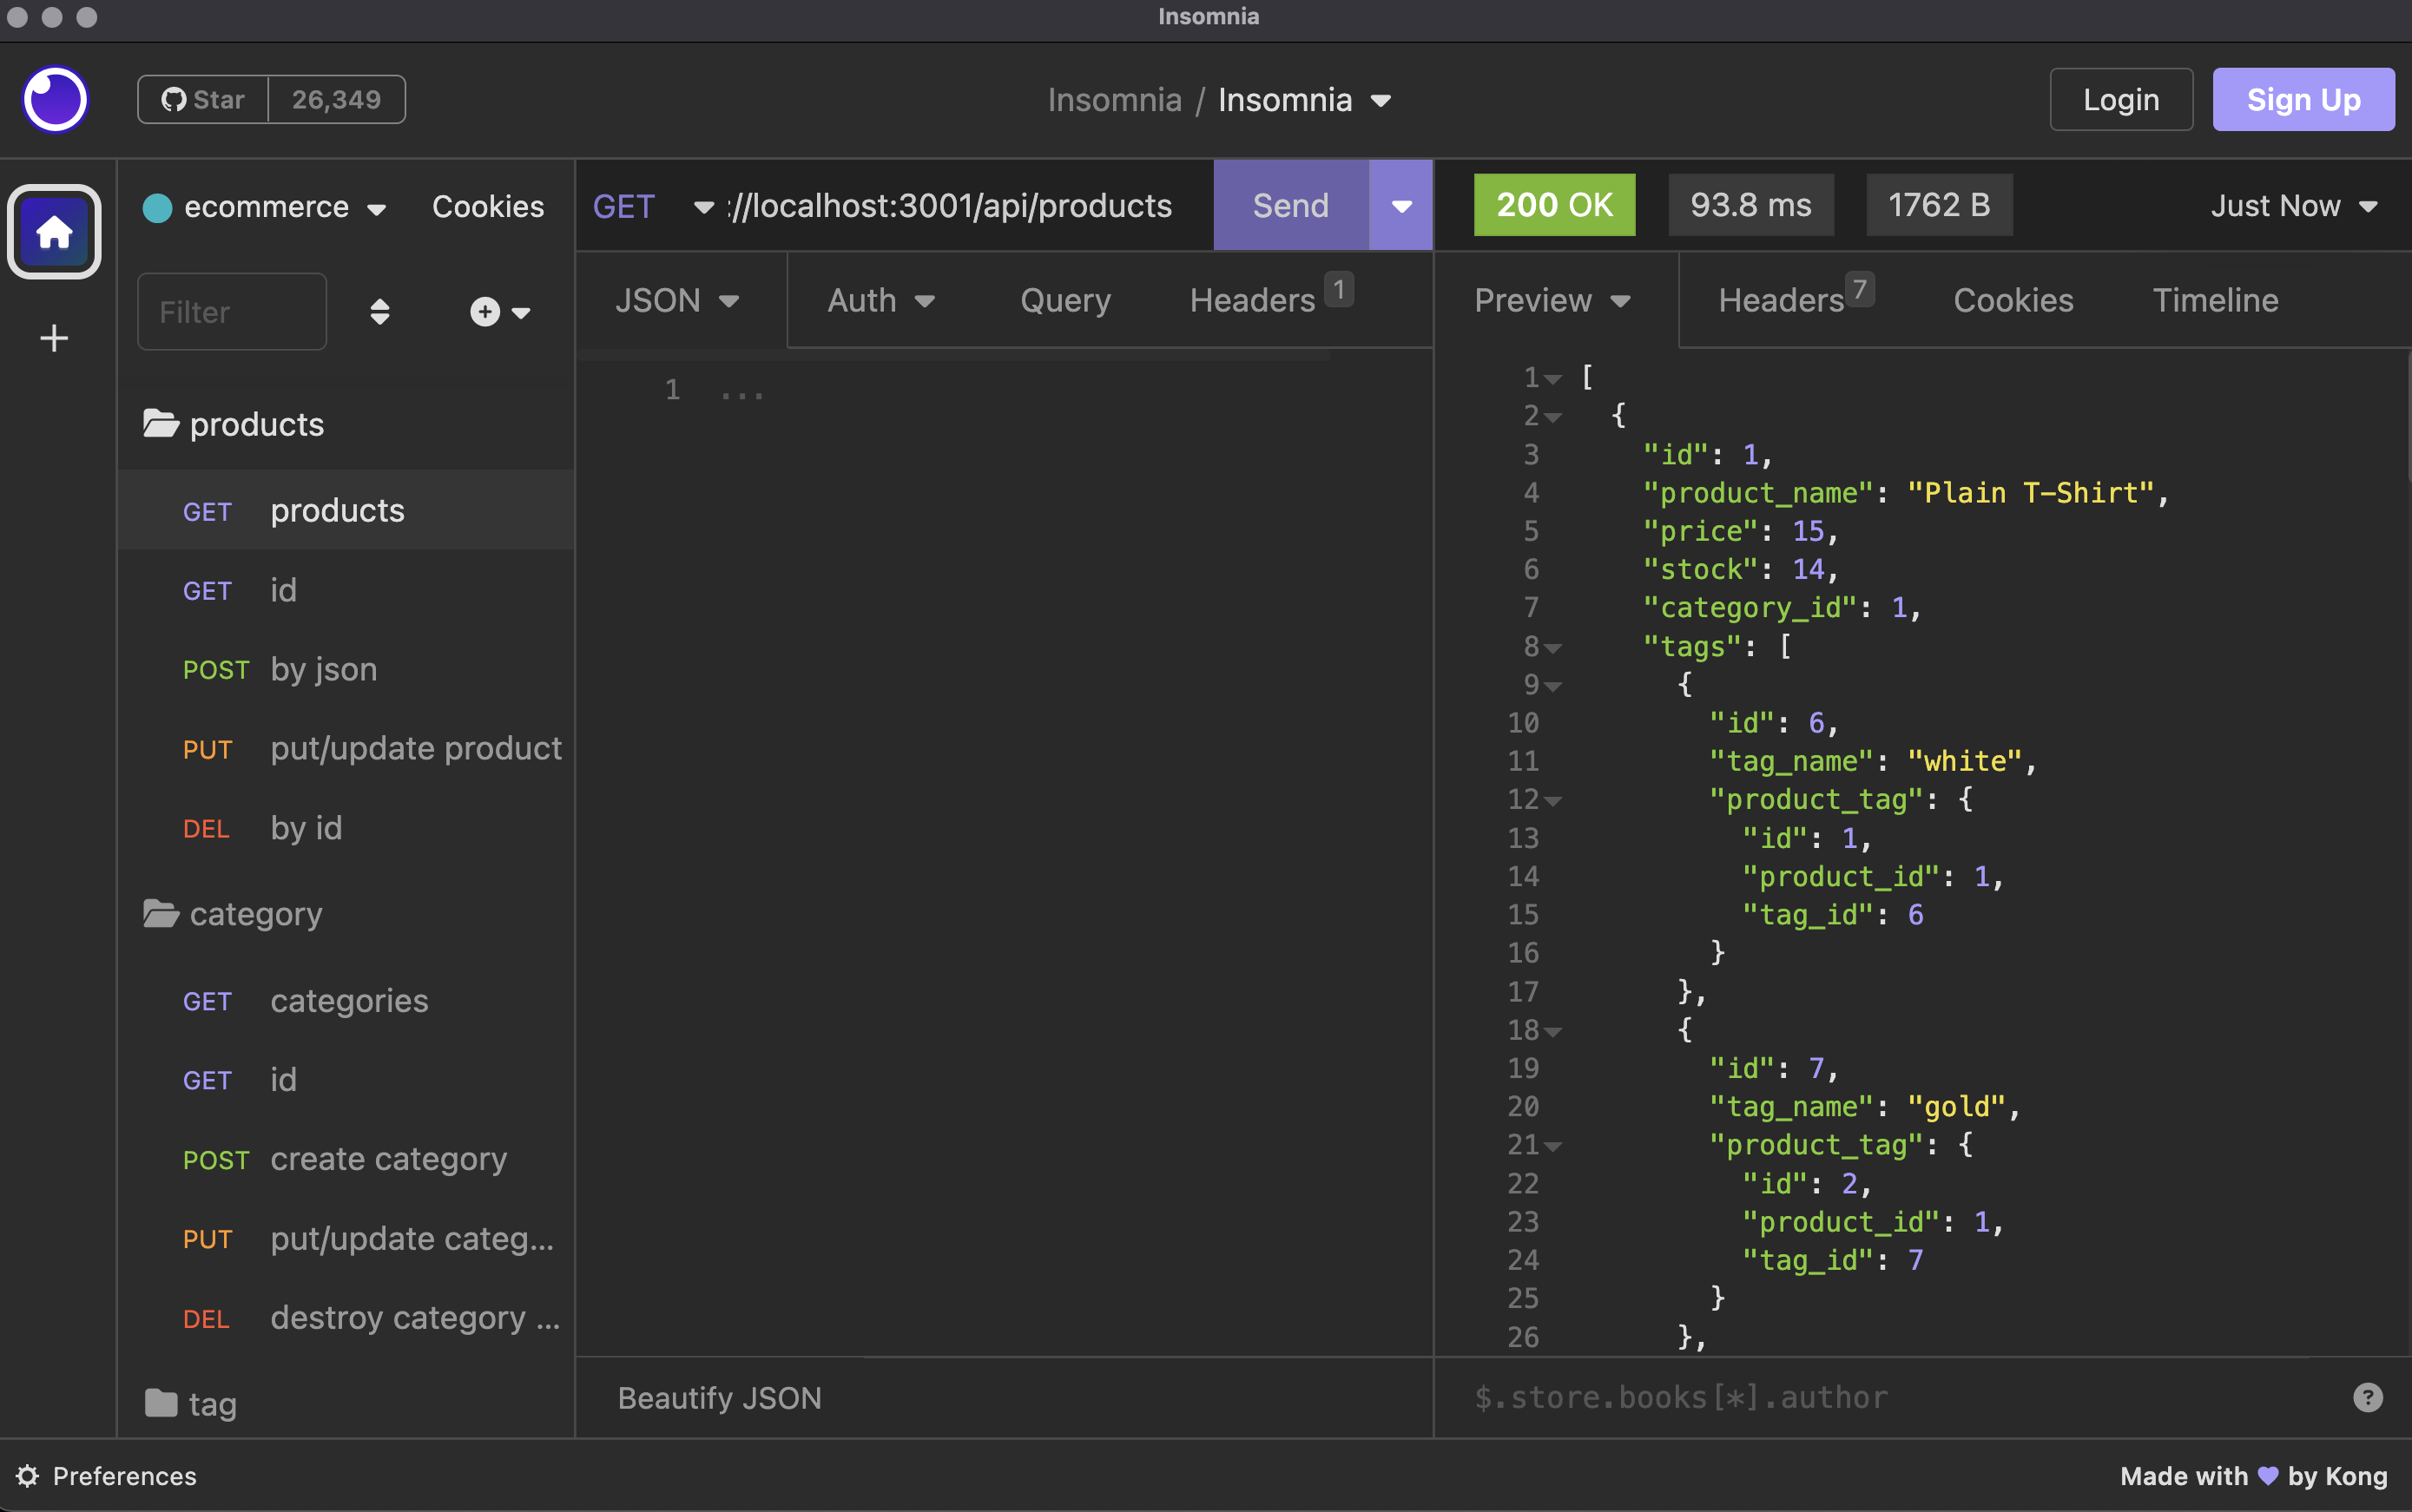 Insomnia
Star 26,349
Insomnia / Insomnia
Login
Sign Up
ecommerce
Cookies
Filter
products
GET products
GET id
POST by json
PUT put/update product
DEL by id
category
GET categories
GET id
POST create category
PUT put/update categ...
DEL destroy category ...
tag
GET ://localhost:3001/api/products
Send
JSON
Auth
Query
Headers 1
1 ...
Beautify JSON
200 OK
93.8 ms
1762 B
Just Now
Preview
Headers 7
Cookies
Timeline
1 [
2 {
3 "id": 1,
4 "product_name": "Plain T-Shirt",
5 "price": 15,
6 "stock": 14,
7 "category_id": 1,
8 "tags": [
9 {
10 "id": 6,
11 "tag_name": "white",
12 "product_tag": {
13 "id": 1,
14 "product_id": 1,
15 "tag_id": 6
16 }
17 },
18 {
19 "id": 7,
20 "tag_name": "gold",
21 "product_tag": {
22 "id": 2,
23 "product_id": 1,
24 "tag_id": 7
25 }
26 },
$.store.books[*].author
?
Preferences
Made with 💜 by Kong